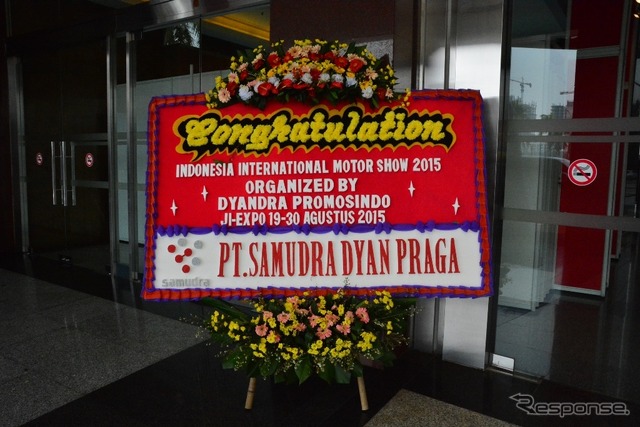 Congratulation
INDONESIA INTERNATIONAL MOTOR SHOW 2015
ORGANIZED BY
DYANDRA PROMOSINDO
JI-EXPO 19-30 AGUSTUS 2015
PT.SAMUDRA DYAN PRAGA
samudra
Response.